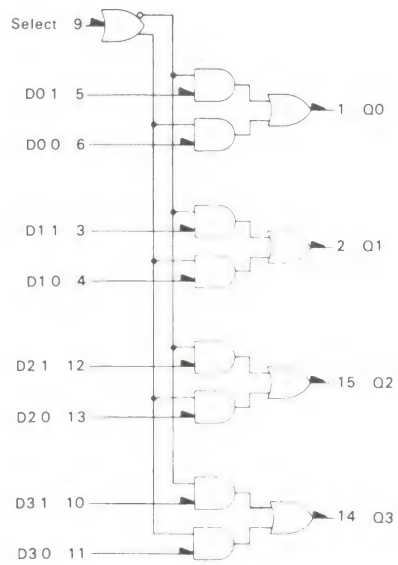 Select 9
D0 1 5
1 Q0
D0 0 6
D1 1 3
2 Q1
D1 0 4
D2 1 12
15 Q2
D2 0 13
D3 1 10
14 Q3
D3 0 11